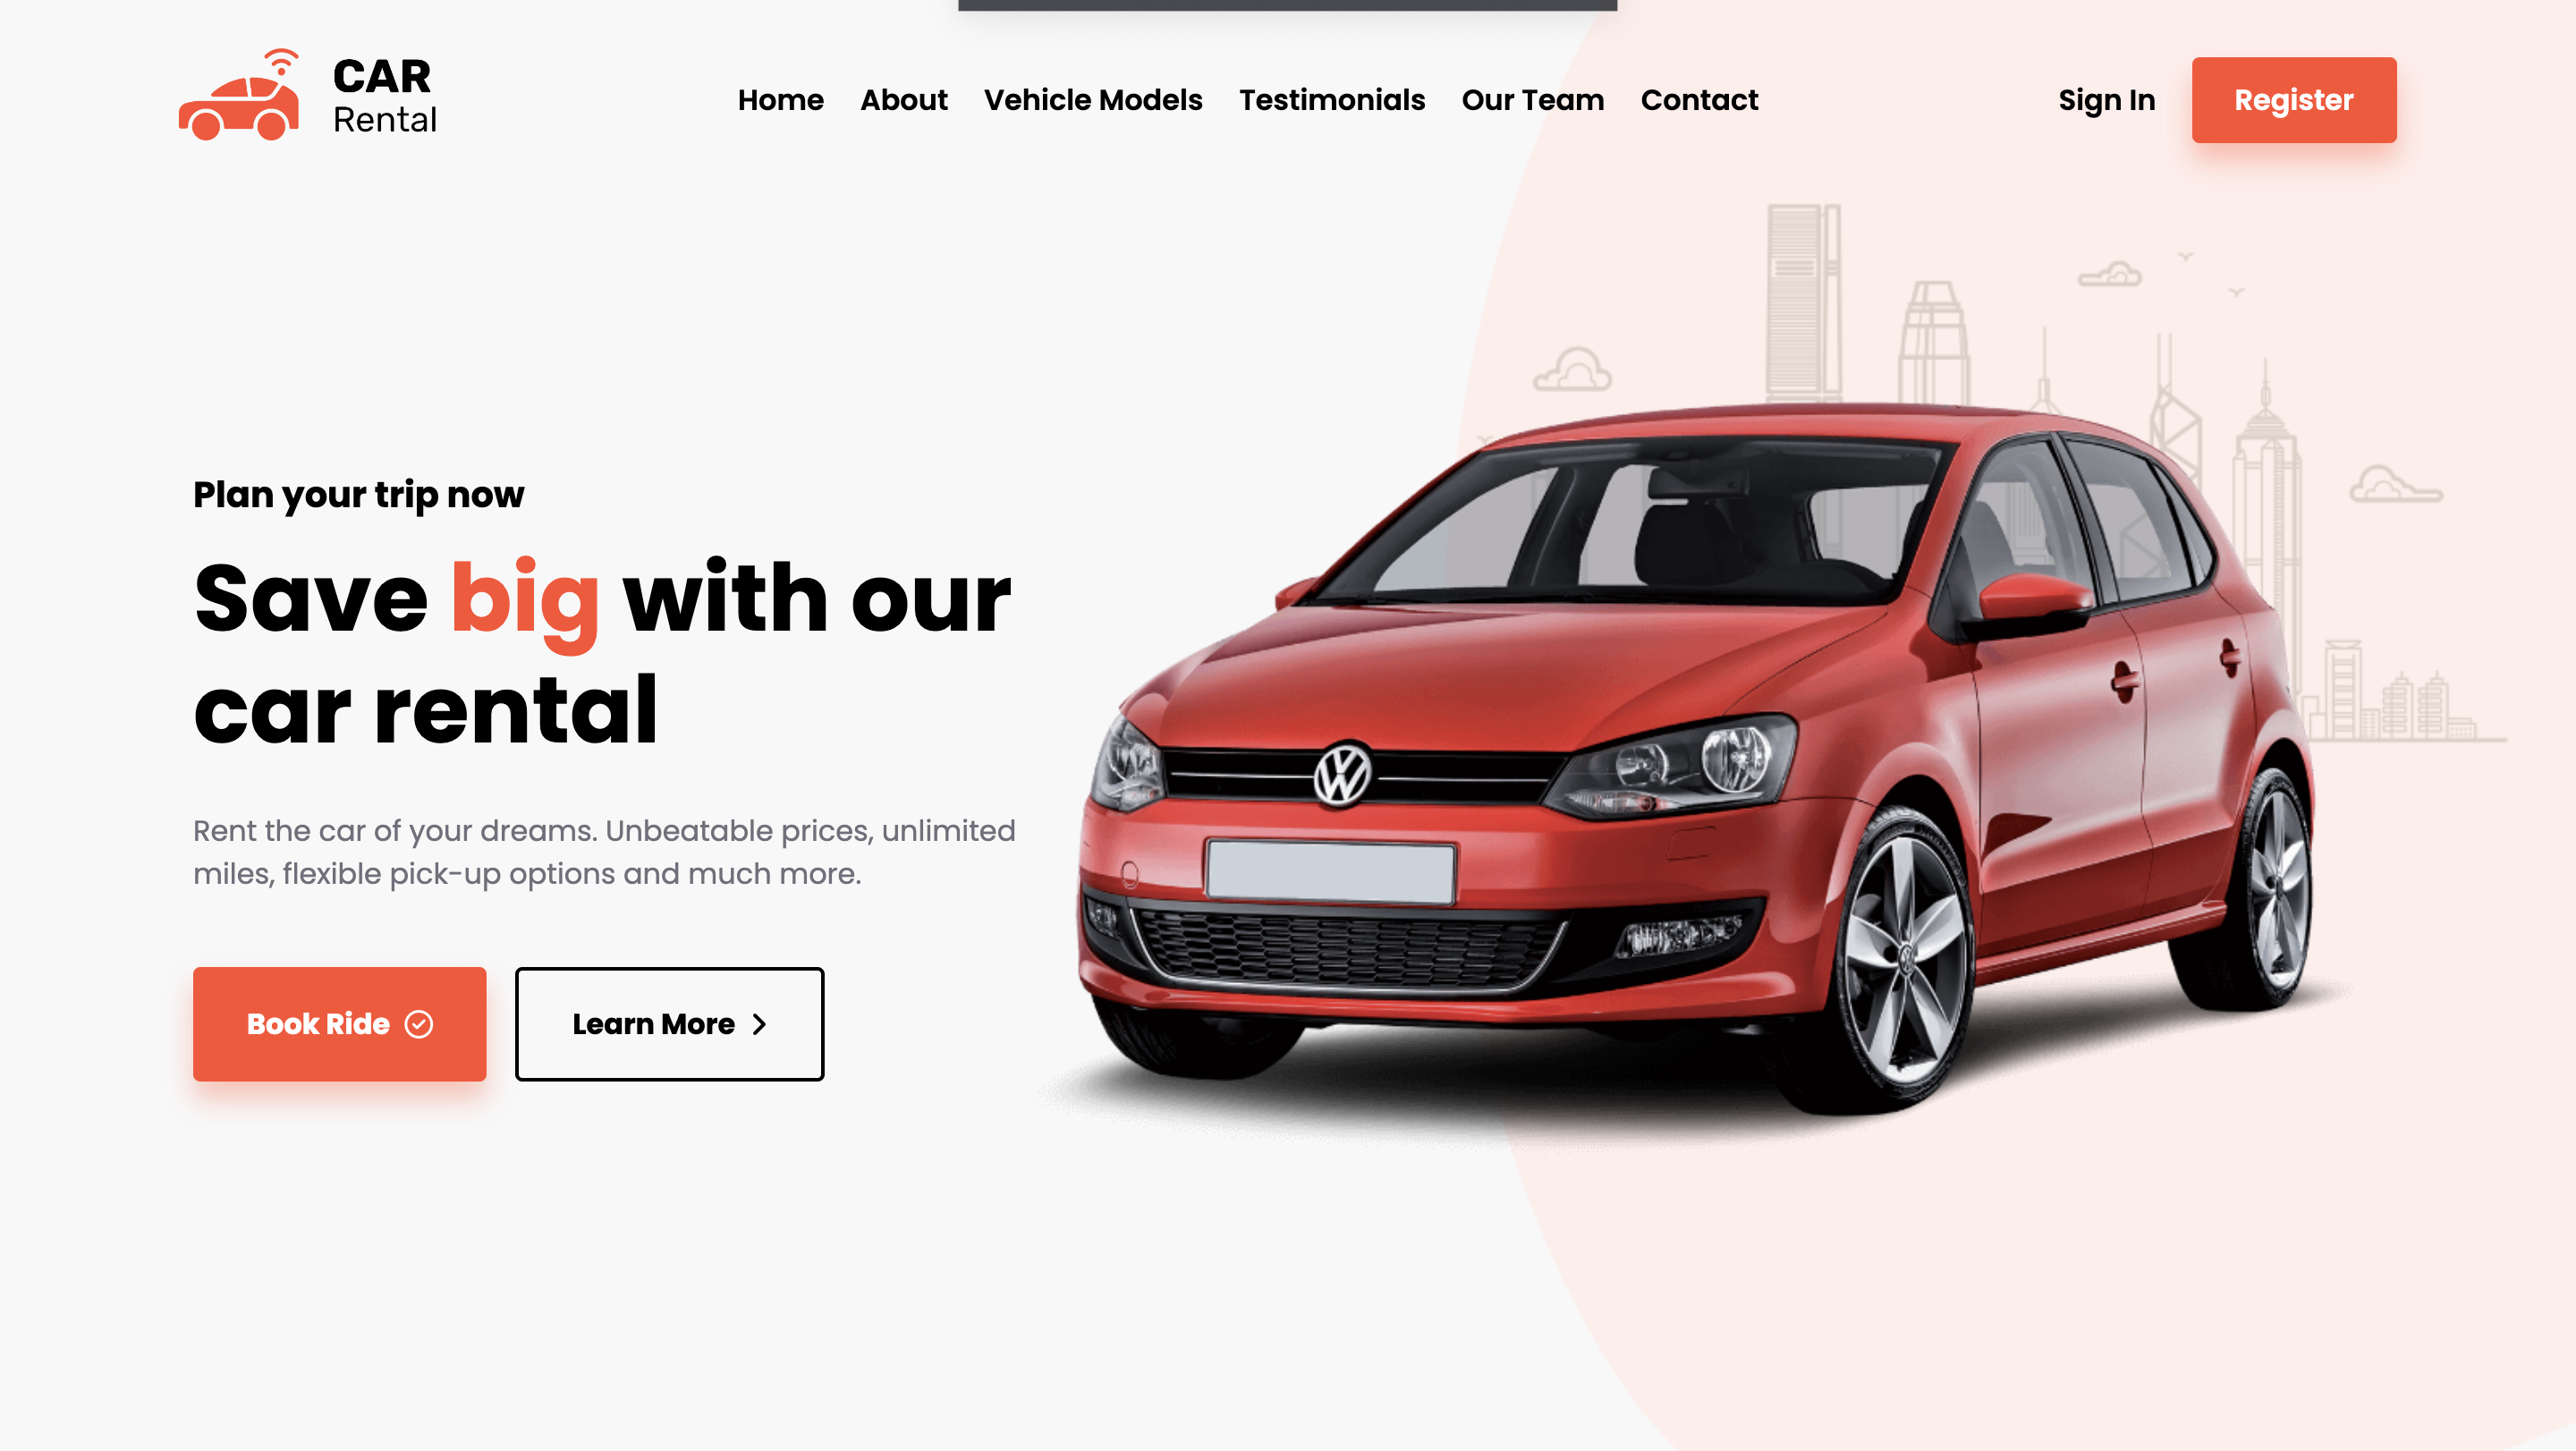 CAR
Rental
Home About Vehicle Models Testimonials Our Team Contact
Sign In Register
Plan your trip now
Save big with our
car rental
Rent the car of your dreams. Unbeatable prices, unlimited
miles, flexible pick-up options and much more.
Book Ride Learn More